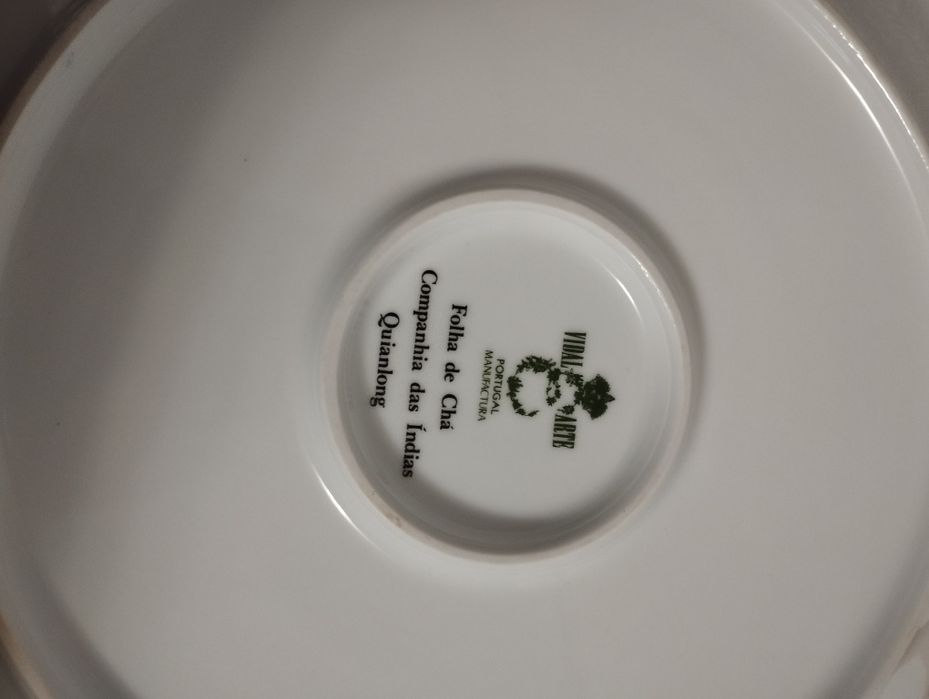 VIDAL & ARTE
PORTUGAL
MANUFACTURA
Folha de Chá
Companhia das Índias
Quianlong